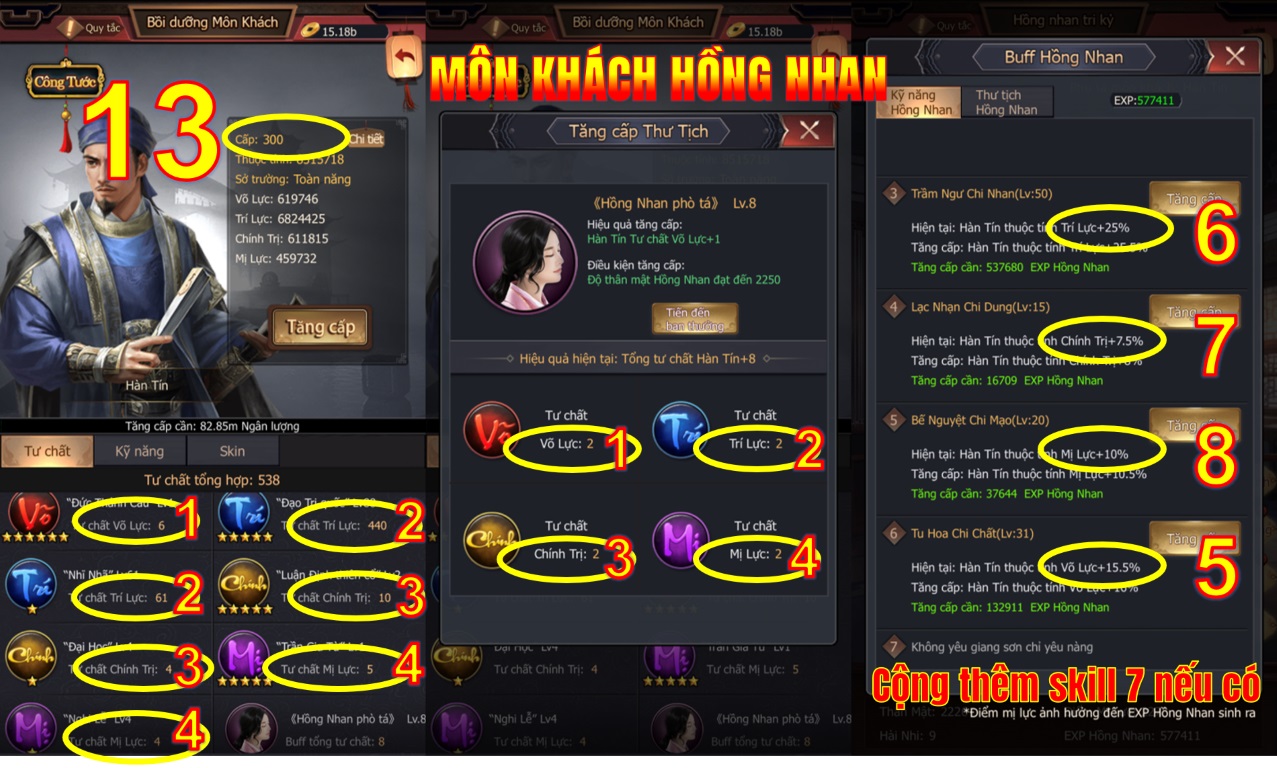 Quy tắc
Bồi dưỡng Môn Khách
15.18b
Công Tước
13
Cấp: 300
Chi tiết
Thuộc tính: 8515718
Sở trường: Toàn năng
Võ Lực: 619746
Trí Lực: 6824425
Chính Trị: 611815
Mị Lực: 459732
Tăng cấp
Hàn Tín
Tăng cấp cần: 82.85m Ngân lượng
Tư chất
Kỹ năng
Skin
Tư chất tổng hợp: 538
Võ
Tư chất Võ Lực: 6
1
Trí
Tư chất Trí Lực: 440
2
Trí
"Nhĩ Nhã"
Tư chất Trí Lực: 61
2
Chính
Tư chất Chính Trị: 10
3
Chính
"Đại Học" Lv4
Tư chất Chính Trị: 4
3
Mị
"Trần Gia Tử" Lv1
Tư chất Mị Lực: 5
4
Mị
"Nghi Lễ" Lv4
Tư chất Mị Lực: 4
4
《Hồng Nhan phò tá》 Lv.8
Buff tổng tư chất: 8
Quy tắc
Bồi dưỡng Môn Khách
15.18b
MÔN KHÁCH HỒNG NHAN
Tăng cấp Thư Tịch
《Hồng Nhan phò tá》 Lv.8
Hiệu quả tăng cấp:
Hàn Tín Tư chất Võ Lực+1
Điều kiện tăng cấp:
Độ thân mật Hồng Nhan đạt đến 2250
Tiến đến
ban thưởng
Hiệu quả hiện tại: Tổng tư chất Hàn Tín+8
Võ
Tư chất
Võ Lực: 2
1
Trí
Tư chất
Trí Lực: 2
2
Chính
Tư chất
Chính Trị: 2
3
Mị
Tư chất
Mị Lực: 2
4
Đại Học Lv4
Tư chất Chính Trị: 4
Trần Gia Tử Lv1
Tư chất Mị Lực: 5
"Nghi Lễ" Lv4
Tư chất Mị Lực: 4
《Hồng Nhan phò tá》 Lv.8
Buff tổng tư chất: 8
Quy tắc
Hồng nhan tri kỷ
Buff Hồng Nhan
Kỹ năng
Hồng Nhan
Thư tịch
Hồng Nhan
EXP:577411
3
Trầm Ngư Chi Nhan(Lv:50)
Tăng cấp
Hiện tại: Hàn Tín thuộc tính Trí Lực+25%
Tăng cấp: Hàn Tín thuộc tính Trí Lực+25.5%
Tăng cấp cần: 537680 EXP Hồng Nhan
6
4
Lạc Nhạn Chi Dung(Lv:15)
Tăng cấp
Hiện tại: Hàn Tín thuộc tính Chính Trị+7.5%
Tăng cấp: Hàn Tín thuộc tính Chính Trị+8%
Tăng cấp cần: 16709 EXP Hồng Nhan
7
5
Bế Nguyệt Chi Mạo(Lv:20)
Tăng cấp
Hiện tại: Hàn Tín thuộc tính Mị Lực+10%
Tăng cấp: Hàn Tín thuộc tính Mị Lực+10.5%
Tăng cấp cần: 37644 EXP Hồng Nhan
8
6
Tu Hoa Chi Chất(Lv:31)
Tăng cấp
Hiện tại: Hàn Tín thuộc tính Võ Lực+15.5%
Tăng cấp: Hàn Tín thuộc tính Võ Lực+16%
Tăng cấp cần: 132911 EXP Hồng Nhan
5
7
Không yêu giang sơn chỉ yêu nàng
Cộng thêm skill 7 nếu có
*Điểm mị lực ảnh hưởng đến EXP Hồng Nhan sinh ra
Hài Nhi: 9
EXP Hồng Nhan: 577411